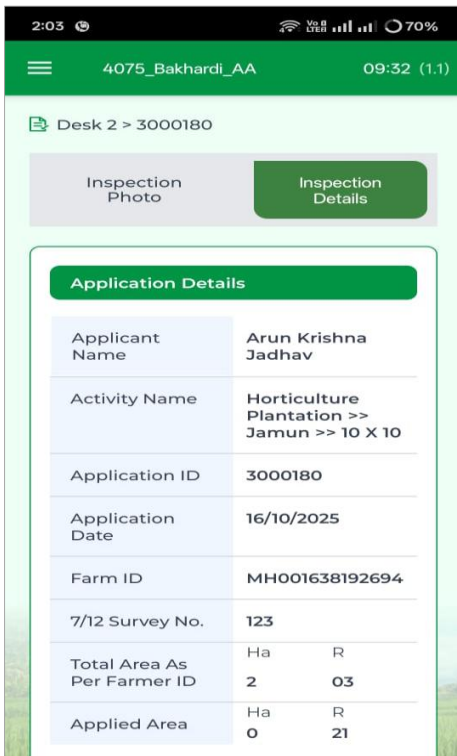 2:03 70%
4075_Bakhardi_AA 09:32 (1.1)
Desk 2 > 3000180
Inspection Inspection
Photo Details
Application Details
Applicant Arun Krishna
Name Jadhav
Activity Name Horticulture
Plantation >>
Jamun >> 10 X 10
Application ID 3000180
Application 16/10/2025
Date
Farm ID MH001638192694
7/12 Survey No. 123
Ha R
Total Area As
Per Farmer ID 2 03
Ha R
Applied Area 0 21